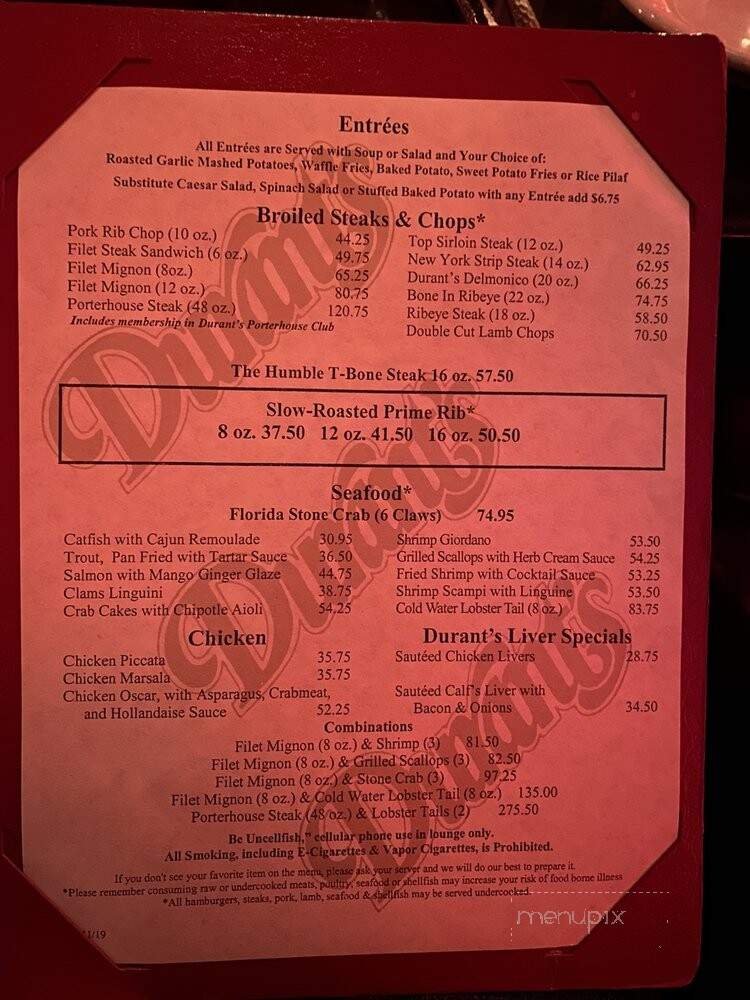 Entrées
All Entrées are Served with Soup or Salad and Your Choice of:
Roasted Garlic Mashed Potatoes, Waffle Fries, Baked Potato, Sweet Potato Fries or Rice Pilaf
Substitute Caesar Salad, Spinach Salad or Stuffed Baked Potato with any Entrée add $6.75
Broiled Steaks & Chops*
Pork Rib Chop (10 oz.) 44.25
Filet Steak Sandwich (6 oz.) 49.75
Filet Mignon (8oz.) 65.25
Filet Mignon (12 oz.) 80.75
Porterhouse Steak (48 oz.) 120.75
Includes membership in Durant's Porterhouse Club
Top Sirloin Steak (12 oz.) 49.25
New York Strip Steak (14 oz.) 62.95
Durant's Delmonico (20 oz.) 66.25
Bone In Ribeye (22 oz.) 74.75
Ribeye Steak (18 oz.) 58.50
Double Cut Lamb Chops 70.50
The Humble T-Bone Steak 16 oz. 57.50
Slow-Roasted Prime Rib*
8 oz. 37.50 12 oz. 41.50 16 oz. 50.50
Seafood*
Florida Stone Crab (6 Claws) 74.95
Catfish with Cajun Remoulade 30.95
Trout, Pan Fried with Tartar Sauce 36.50
Salmon with Mango Ginger Glaze 44.75
Clams Linguini 38.75
Crab Cakes with Chipotle Aioli 54.25
Shrimp Giordano 53.50
Grilled Scallops with Herb Cream Sauce 54.25
Fried Shrimp with Cocktail Sauce 53.25
Shrimp Scampi with Linguine 53.50
Cold Water Lobster Tail (8 oz.) 83.75
Chicken
Chicken Piccata 35.75
Chicken Marsala 35.75
Chicken Oscar, with Asparagus, Crabmeat,
and Hollandaise Sauce 52.25
Durant's Liver Specials
Sautéed Chicken Livers 28.75
Sautéed Calf's Liver with
Bacon & Onions 34.50
Combinations
Filet Mignon (8 oz.) & Shrimp (3) 81.50
Filet Mignon (8 oz.) & Grilled Scallops (3) 82.50
Filet Mignon (8 oz.) & Stone Crab (3) 97.25
Filet Mignon (8 oz.) & Cold Water Lobster Tail (8 oz.) 135.00
Porterhouse Steak (48 oz.) & Lobster Tails (2) 275.50
Be Uncellfish," cellular phone use in lounge only.
All Smoking, including E-Cigarettes & Vapor Cigarettes, is Prohibited.
If you don't see your favorite item on the menu, please ask your server and we will do our best to prepare it.
*Please remember consuming raw or undercooked meats, poultry, seafood or shellfish may increase your risk of food borne illness
*All hamburgers, steaks, pork, lamb, seafood & shellfish may be served undercooked.
1/19
Durant's
Durant's
Durant's
menupix